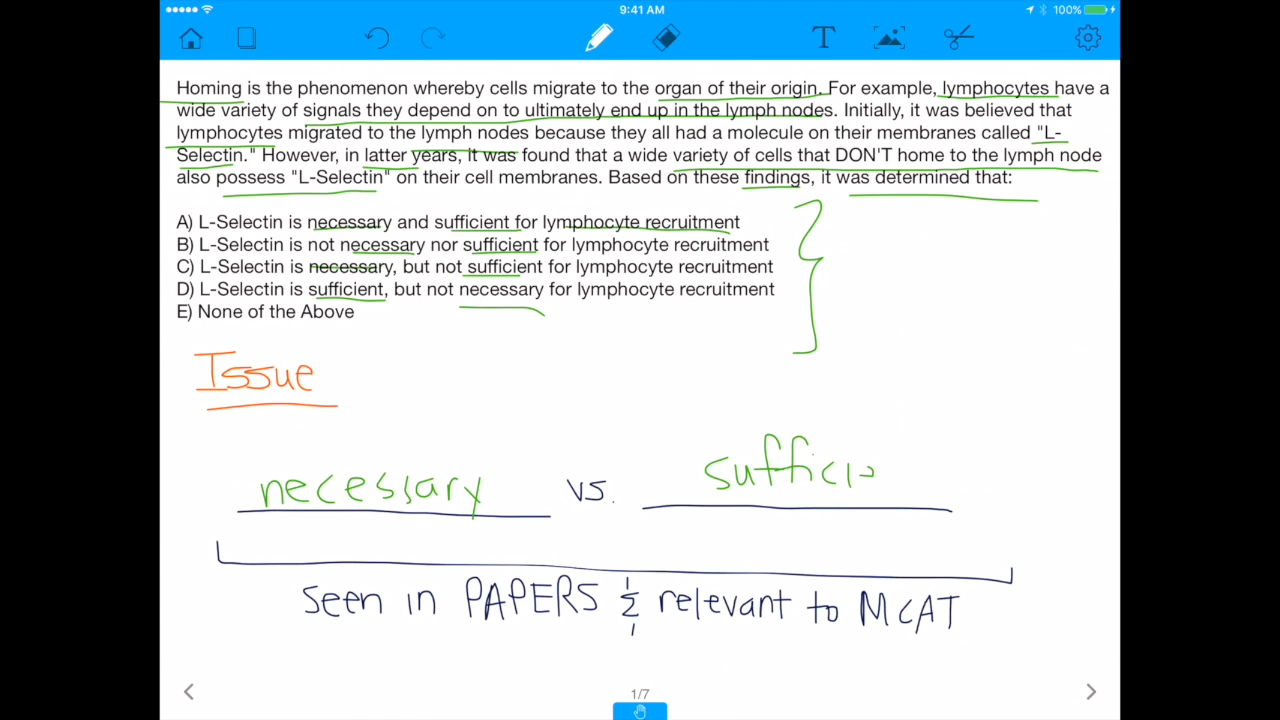 9:41 AM
100%
T
Homing is the phenomenon whereby cells migrate to the organ of their origin. For example, lymphocytes have a
wide variety of signals they depend on to ultimately end up in the lymph nodes. Initially, it was believed that
lymphocytes migrated to the lymph nodes because they all had a molecule on their membranes called "L-
Selectin." However, in latter years, it was found that a wide variety of cells that DON'T home to the lymph node
also possess "L-Selectin" on their cell membranes. Based on these findings, it was determined that:
A) L-Selectin is necessary and sufficient for lymphocyte recruitment
B) L-Selectin is not necessary nor sufficient for lymphocyte recruitment
C) L-Selectin is necessary, but not sufficient for lymphocyte recruitment
D) L-Selectin is sufficient, but not necessary for lymphocyte recruitment
E) None of the Above
Issue
necessary vs. suffici
seen in PAPERS & relevant to MCAT
1/7